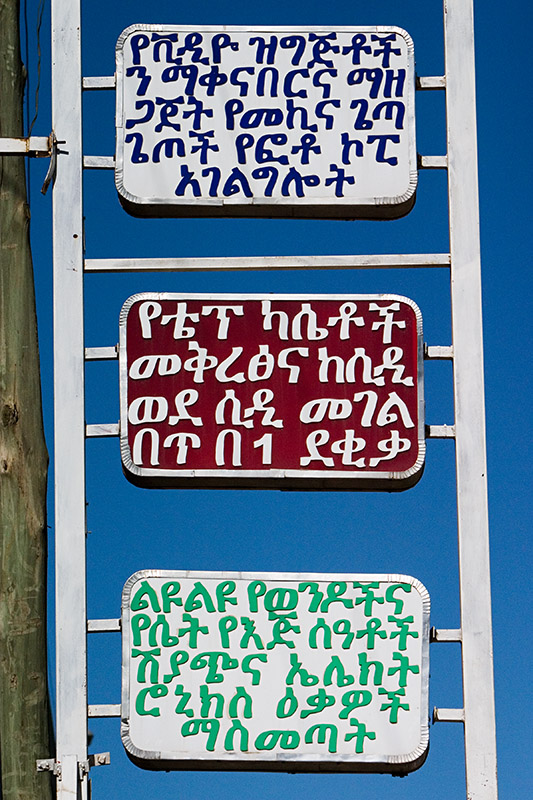 የቪዲዮ ዝግጅቶች
ን ማቀናበርና ማዘ
ጋጀት የመኪና ጌጣ
ጌጦች የፎቶ ኮፒ
አገልግሎት
የቴፕ ካሴቶች
መቅረፅና ከሲዲ
ወደ ሲዲ መገል
በጥ በ1 ደቂቃ
ልዩልዩ የወንዶችና
የሴት የእጅ ሰዓቶች
ሽያጭና ኤሌክት
ሮኒክስ ዕቃዎች
ማስመጣት